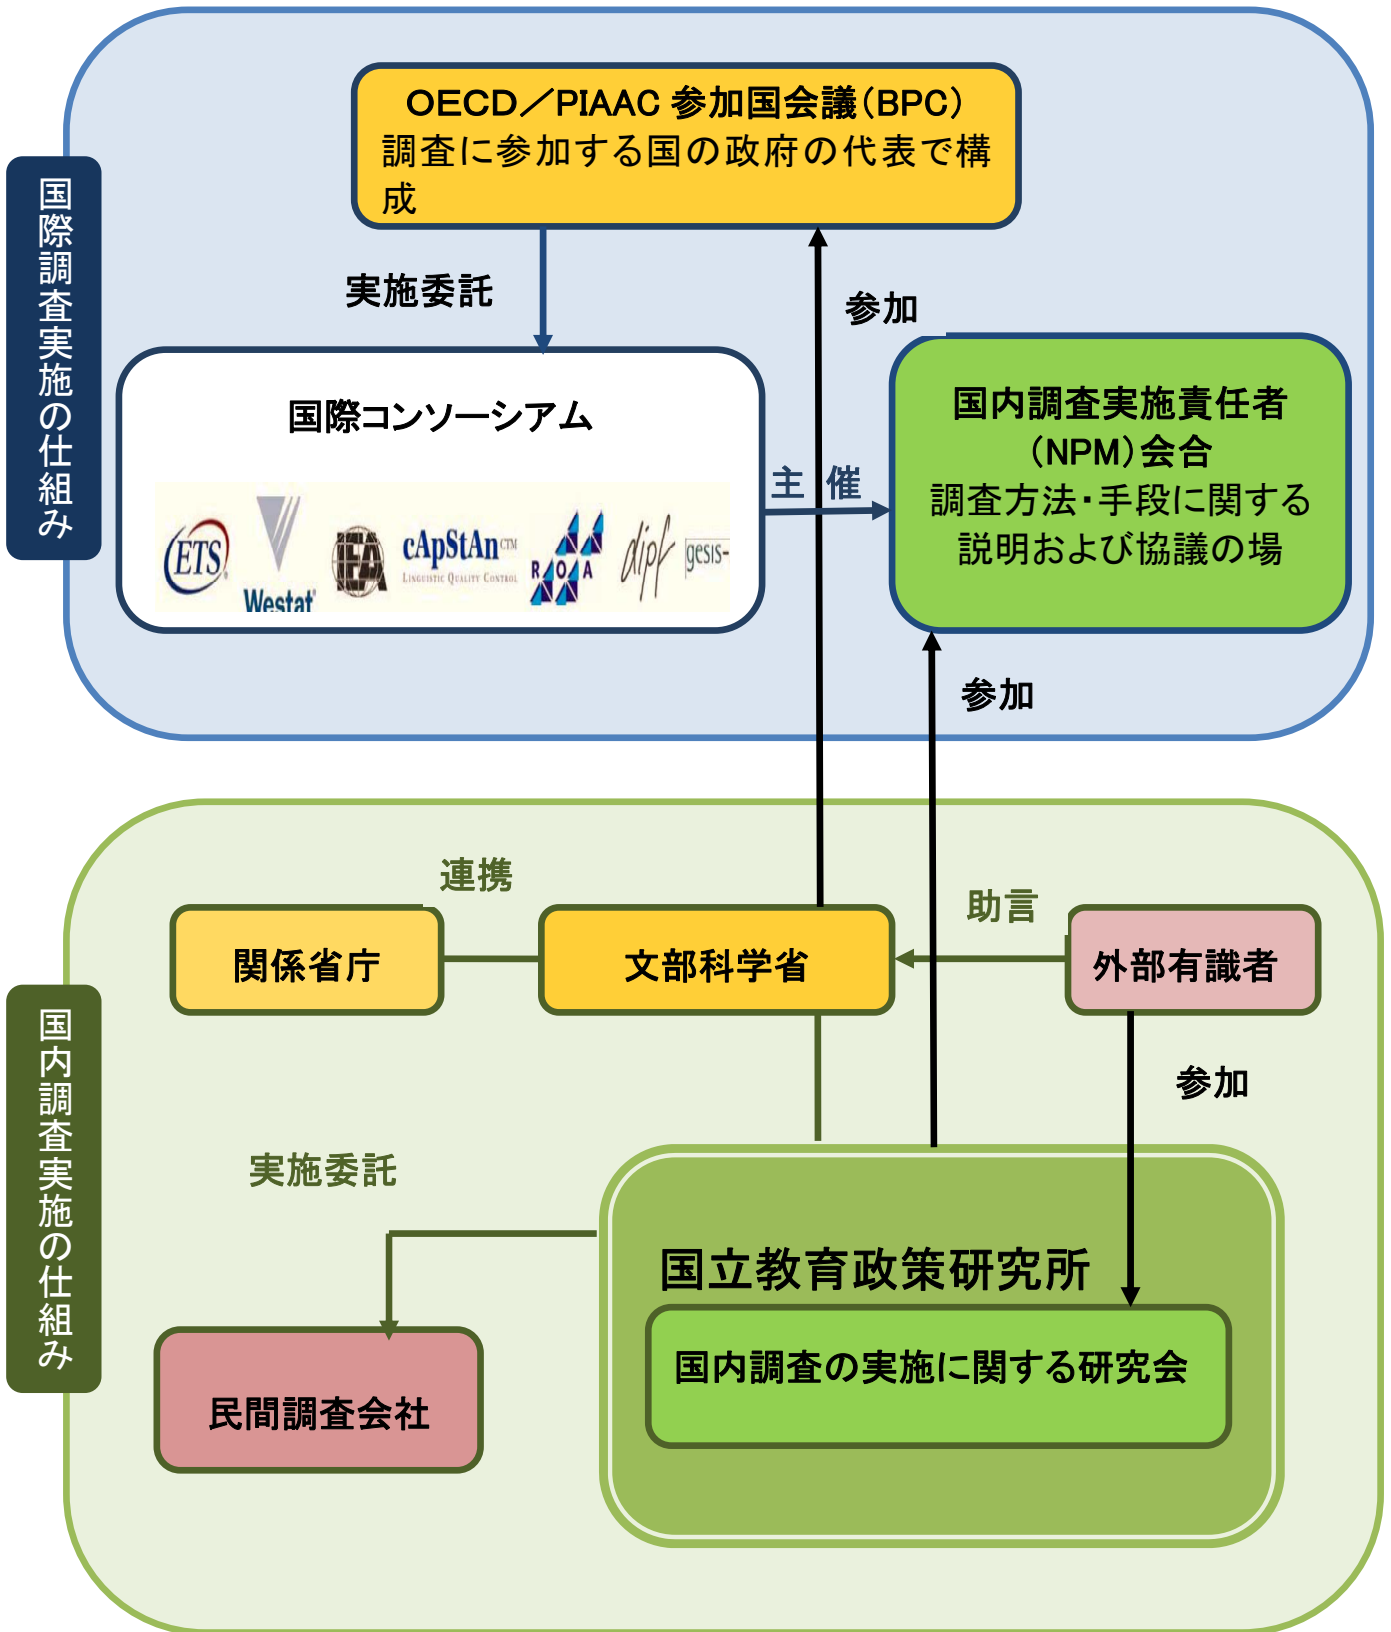 OECD／PIAAC 参加国会議（BPC）
調査に参加する国の政府の代表で構
成
国際調査実施の仕組み
実施委託
参加
国際コンソーシアム
国内調査実施責任者
（NPM）会合
調査方法・手段に関する
説明および協議の場
主 催
ETS
Westat
IEA
cApStAn CTM
LINGUISTIC QUALITY CONTROL
ROA
dipf
gesis-
参加
連携
助言
関係省庁
文部科学省
外部有識者
国内調査実施の仕組み
参加
実施委託
国立教育政策研究所
国内調査の実施に関する研究会
民間調査会社